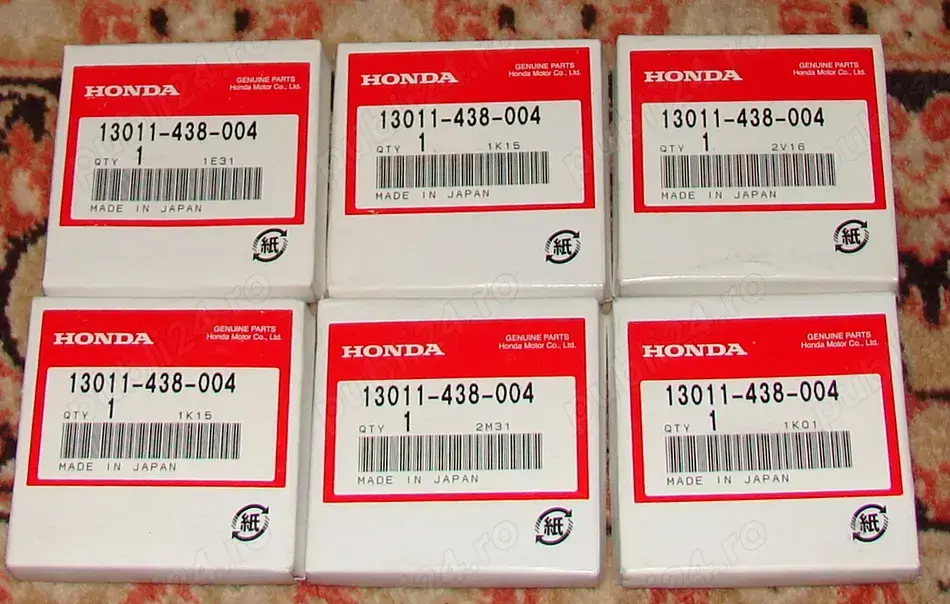 HONDA
GENUINE PARTS
Honda Motor Co., Ltd.
13011-438-004
QTY 1 1E31
MADE IN JAPAN
紙
HONDA
GENUINE PARTS
Honda Motor Co., Ltd.
13011-438-004
QTY 1 1K15
MADE IN JAPAN
紙
HONDA
GENUINE PARTS
Honda Motor Co., Ltd.
13011-438-004
QTY 1 2V16
MADE IN JAPAN
紙
HONDA
GENUINE PARTS
Honda Motor Co., Ltd.
13011-438-004
QTY 1 1K15
MADE IN JAPAN
紙
HONDA
GENUINE PARTS
Honda Motor Co., Ltd.
13011-438-004
QTY 1 2M31
MADE IN JAPAN
紙
HONDA
GENUINE PARTS
Honda Motor Co., Ltd.
13011-438-004
QTY 1 1K01
MADE IN JAPAN
紙